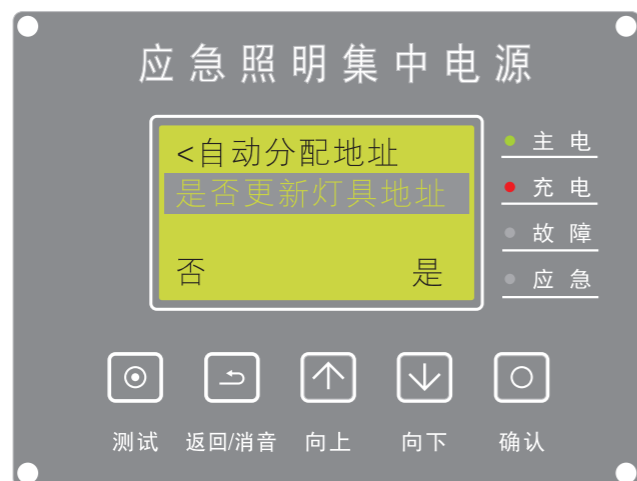 应急照明集中电源
<自动分配地址
是否更新灯具地址
否 是
主电
充电
故障
应急
测试 返回/消音 向上 向下 确认